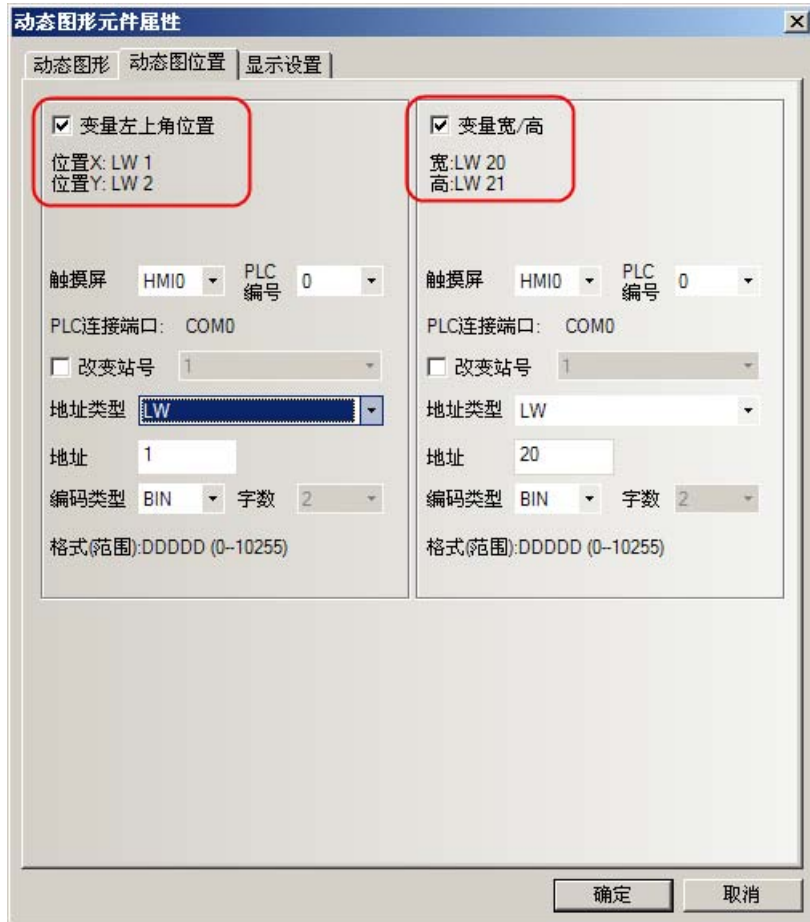 动态图形元件属性
动态图形 动态图位置 显示设置
变量左上角位置
位置X: LW 1
位置Y: LW 2
触摸屏 HMI0 PLC编号 0
PLC连接端口: COM0
改变站号 1
地址类型 LW
地址 1
编码类型 BIN 字数 2
格式(范围):DDDDD (0--10255)
变量宽/高
宽:LW 20
高:LW 21
触摸屏 HMI0 PLC编号 0
PLC连接端口: COM0
改变站号 1
地址类型 LW
地址 20
编码类型 BIN 字数 2
格式(范围):DDDDD (0--10255)
确定 取消